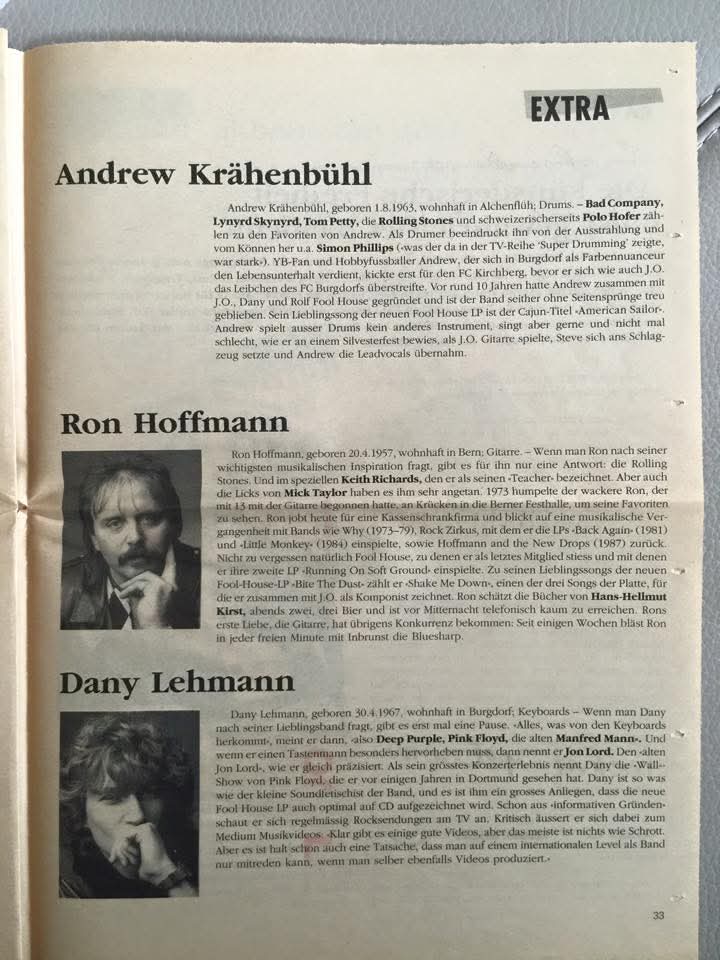 EXTRA
Andrew Krähenbühl
Andrew Krähenbühl, geboren 1.8.1963, wohnhaft in Alchenflüh; Drums. – Bad Company,
Lynyrd Skynyrd, Tom Petty, die Rolling Stones und schweizerischerseits Polo Hofer zäh-
len zu den Favoriten von Andrew. Als Drumer beeindruckt ihn von der Ausstrahlung und
vom Können her u.a. Simon Phillips («was der da in der TV-Reihe 'Super Drumming' zeigte,
war stark»). YB-Fan und Hobbyfussballer Andrew, der sich in Burgdorf als Farbennuanceur
den Lebensunterhalt verdient, kickte erst für den FC Kirchberg, bevor er sich wie auch J.O.
das Leibchen des FC Burgdorfs überstreifte. Vor rund 10 Jahren hatte Andrew zusammen mit
J.O., Dany und Rolf Fool House gegründet und ist der Band seither ohne Seitensprünge treu
geblieben. Sein Lieblingssong der neuen Fool House LP ist der Cajun-Titel «American Sailor».
Andrew spielt ausser Drums kein anderes Instrument, singt aber gerne und nicht mal
schlecht, wie er an einem Silvesterfest bewies, als J.O. Gitarre spielte, Steve sich ans Schlag-
zeug setzte und Andrew die Leadvocals übernahm.
Ron Hoffmann
Ron Hoffmann, geboren 20.4.1957, wohnhaft in Bern; Gitarre. – Wenn man Ron nach seiner
wichtigsten musikalischen Inspiration fragt, gibt es für ihn nur eine Antwort: die Rolling
Stones. Und im speziellen Keith Richards, den er als seinen «Teacher» bezeichnet. Aber auch
die Licks von Mick Taylor haben es ihm sehr angetan. 1973 humpelte der wackere Ron, der
mit 13 mit der Gitarre begonnen hatte, an Krücken in die Berner Festhalle, um seine Favoriten
zu sehen. Ron jobt heute für eine Kassenschrankfirma und blickt auf eine musikalische Ver-
gangenheit mit Bands wie Why (1973–79), Rock Zirkus, mit dem er die LPs «Back Again» (1981)
und «Little Monkey» (1984) einspielte, sowie Hoffmann and the New Drops (1987) zurück.
Nicht zu vergessen natürlich Fool House, zu denen er als letztes Mitglied stiess und mit denen
er ihre zweite LP «Running On Soft Ground» einspielte. Zu seinen Lieblingssongs der neuen
Fool-House-LP «Bite The Dust» zählt er «Shake Me Down», einen der drei Songs der Platte, für
die er zusammen mit J.O. als Komponist zeichnet. Ron schätzt die Bücher von Hans-Hellmut
Kirst, abends zwei, drei Bier und ist vor Mitternacht telefonisch kaum zu erreichen. Rons
erste Liebe, die Gitarre, hat übrigens Konkurrenz bekommen: Seit einigen Wochen bläst Ron
in jeder freien Minute mit Inbrunst die Bluesharp.
Dany Lehmann
Dany Lehmann, geboren 30.4.1967, wohnhaft in Burgdorf; Keyboards – Wenn man Dany
nach seiner Lieblingsband fragt, gibt es erst mal eine Pause. «Alles, was von den Keyboards
herkommt», meint er dann, «also Deep Purple, Pink Floyd, die alten Manfred Mann». Und
wenn er einen Tastenmann besonders hervorheben muss, dann nennt er Jon Lord. Den «alten
Jon Lord», wie er gleich präzisiert. Als sein grösstes Konzerterlebnis nennt Dany die «Wall»-
Show von Pink Floyd, die er vor einigen Jahren in Dortmund gesehen hat. Dany ist so was
wie der kleine Soundfetischist der Band, und es ist ihm ein grosses Anliegen, dass die neue
Fool House LP auch optimal auf CD aufgezeichnet wird. Schon aus «informativen Gründen»
schaut er sich regelmässig Rocksendungen am TV an. Kritisch äussert er sich dabei zum
Medium Musikvideos: «Klar gibt es einige gute Videos, aber das meiste ist nichts wie Schrott.
Aber es ist halt schon auch eine Tatsache, dass man auf einem internationalen Level als Band
nur mitreden kann, wenn man selber ebenfalls Videos produziert.»
33